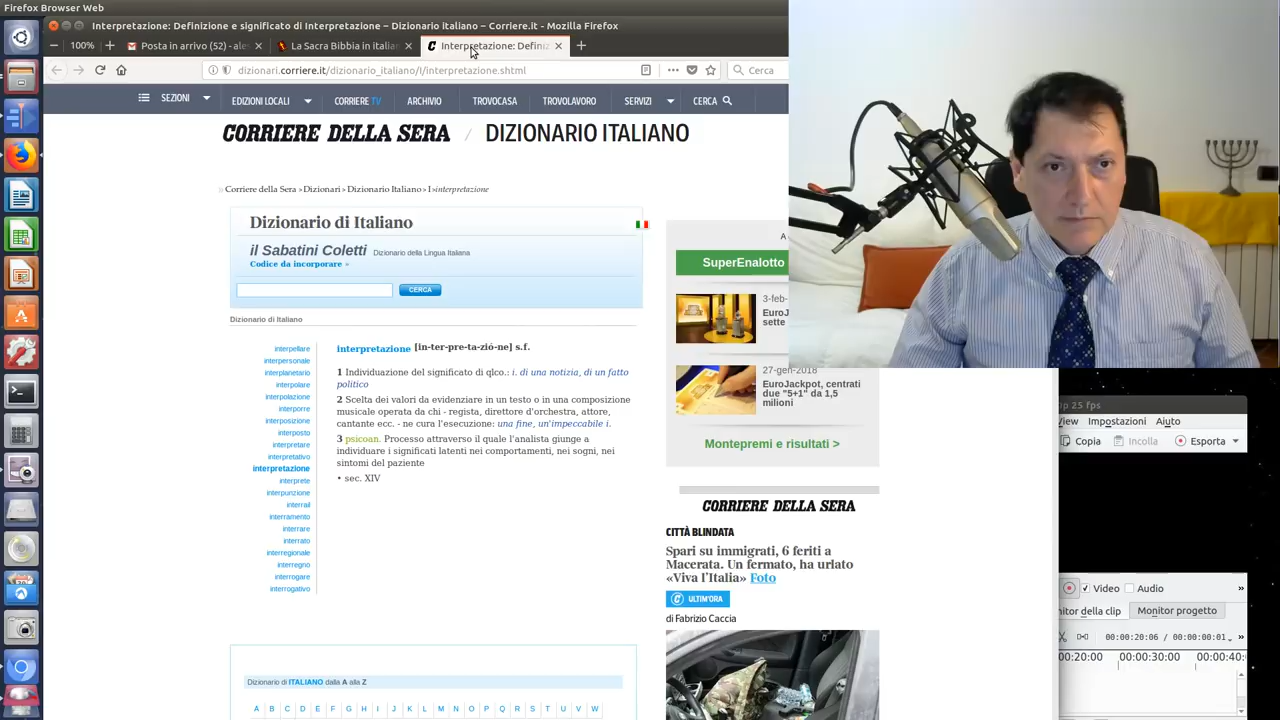 Firefox Browser Web
Interpretazione: Definizione e significato di Interpretazione – Dizionario italiano – Corriere.it - Mozilla Firefox
100%
Posta in arrivo (52) - ale
La Sacra Bibbia in italian
Interpretazione: Definiz
dizionari.corriere.it/dizionario_italiano/I/interpretazione.shtml
Cerca
SEZIONI
EDIZIONI LOCALI
CORRIERE TV
ARCHIVIO
TROVOCASA
TROVOLAVORO
SERVIZI
CERCA
CORRIERE DELLA SERA / DIZIONARIO ITALIANO
Corriere della Sera » Dizionari › Dizionario Italiano › I ›interpretazione
Dizionario di Italiano
il Sabatini Coletti Dizionario della Lingua Italiana
Codice da incorporare »
CERCA
Dizionario di Italiano
interpellare
interpersonale
interplanetario
interpolare
interpolazione
interporre
interposizione
interposto
interpretare
interpretativo
interpretazione
interprete
interpunzione
interrail
interramento
interrare
interrato
interregionale
interregno
interrogare
interrogativo
interpretazione [in-ter-pre-ta-zió-ne] s.f.
1 Individuazione del significato di qlco.: i. di una notizia, di un fatto
politico
2 Scelta dei valori da evidenziare in un testo o in una composizione
musicale operata da chi - regista, direttore d'orchestra, attore,
cantante ecc. - ne cura l'esecuzione: una fine, un'impeccabile i.
3 psicoan. Processo attraverso il quale l'analista giunge a
individuare i significati latenti nei comportamenti, nei sogni, nei
sintomi del paziente
• sec. XIV
Dizionario di ITALIANO dalla A alla Z
A B C D E F G H I J K L M N O P Q R S T U V W
A
SuperEnalotto
3-feb-
EuroJ
sette
27-gen-2018
EuroJackpot, centrati
due "5+1" da 1,5
milioni
Montepremi e risultati >
CORRIERE DELLA SERA
CITTÀ BLINDATA
Spari su immigrati, 6 feriti a
Macerata. Un fermato, ha urlato
«Viva l'Italia» Foto
ULTIM'ORA
di Fabrizio Caccia
25 fps
View Impostazioni Aiuto
Copia Incolla Esporta
Video Audio »
nitor della clip Monitor progetto
00:00:20:06 / 00:00:00:01 »
00:20:00 00:00:30:00 00:00:40: